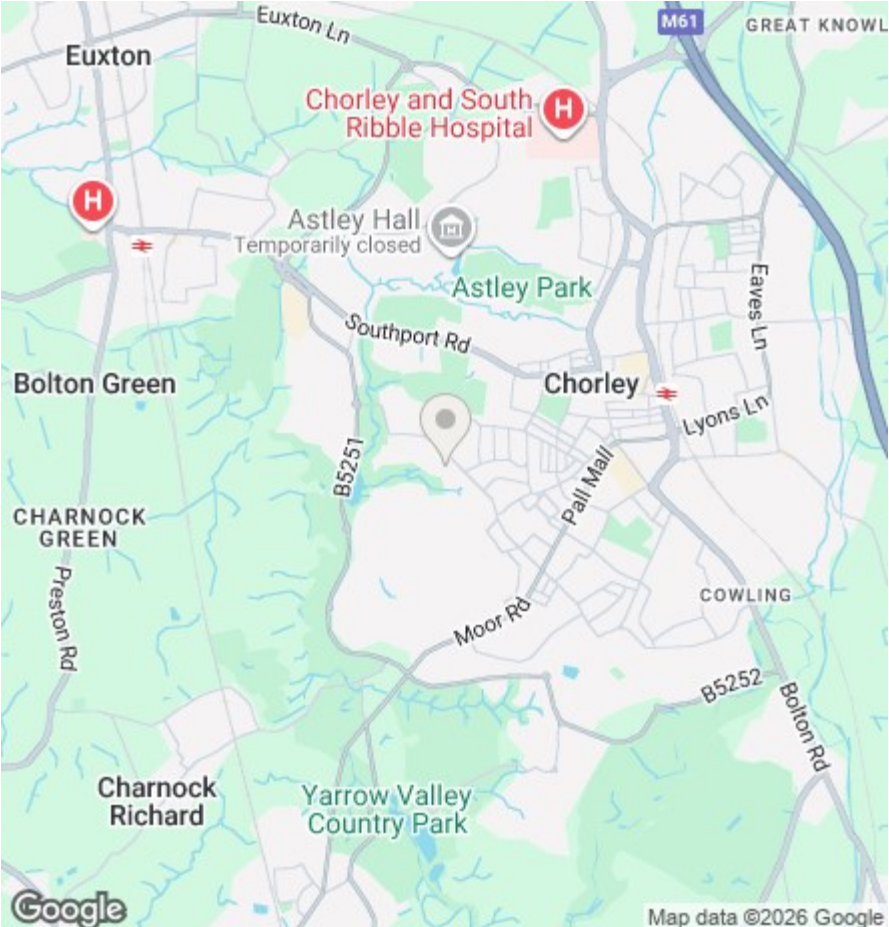 M61
GREAT KNOWL
Euxton Ln
Euxton
Chorley and South
Ribble Hospital
H
H
Astley Hall
Temporarily closed
Astley Park
Eaves Ln
Southport Rd
Bolton Green
Chorley
Lyons Ln
B5251
Pall Mall
CHARNOCK
GREEN
Preston Rd
COWLING
Moor Rd
B5252
Bolton Rd
Charnock
Richard
Yarrow Valley
Country Park
Google
Map data ©2026 Google